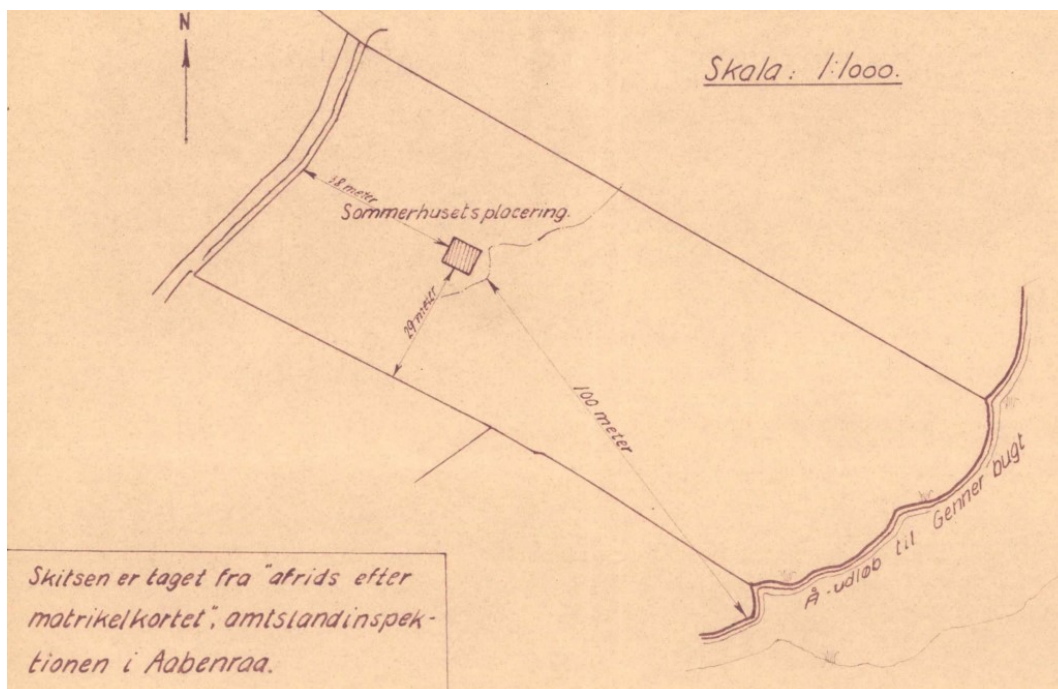 N
Skala: 1:1000.
38 meter
Sommerhusets placering.
29 meter
100 meter
Å-udløb til Genner bugt
Skitsen er taget fra "afrids efter
matrikelkortet", amtslandinspek-
tionen i Aabenraa.